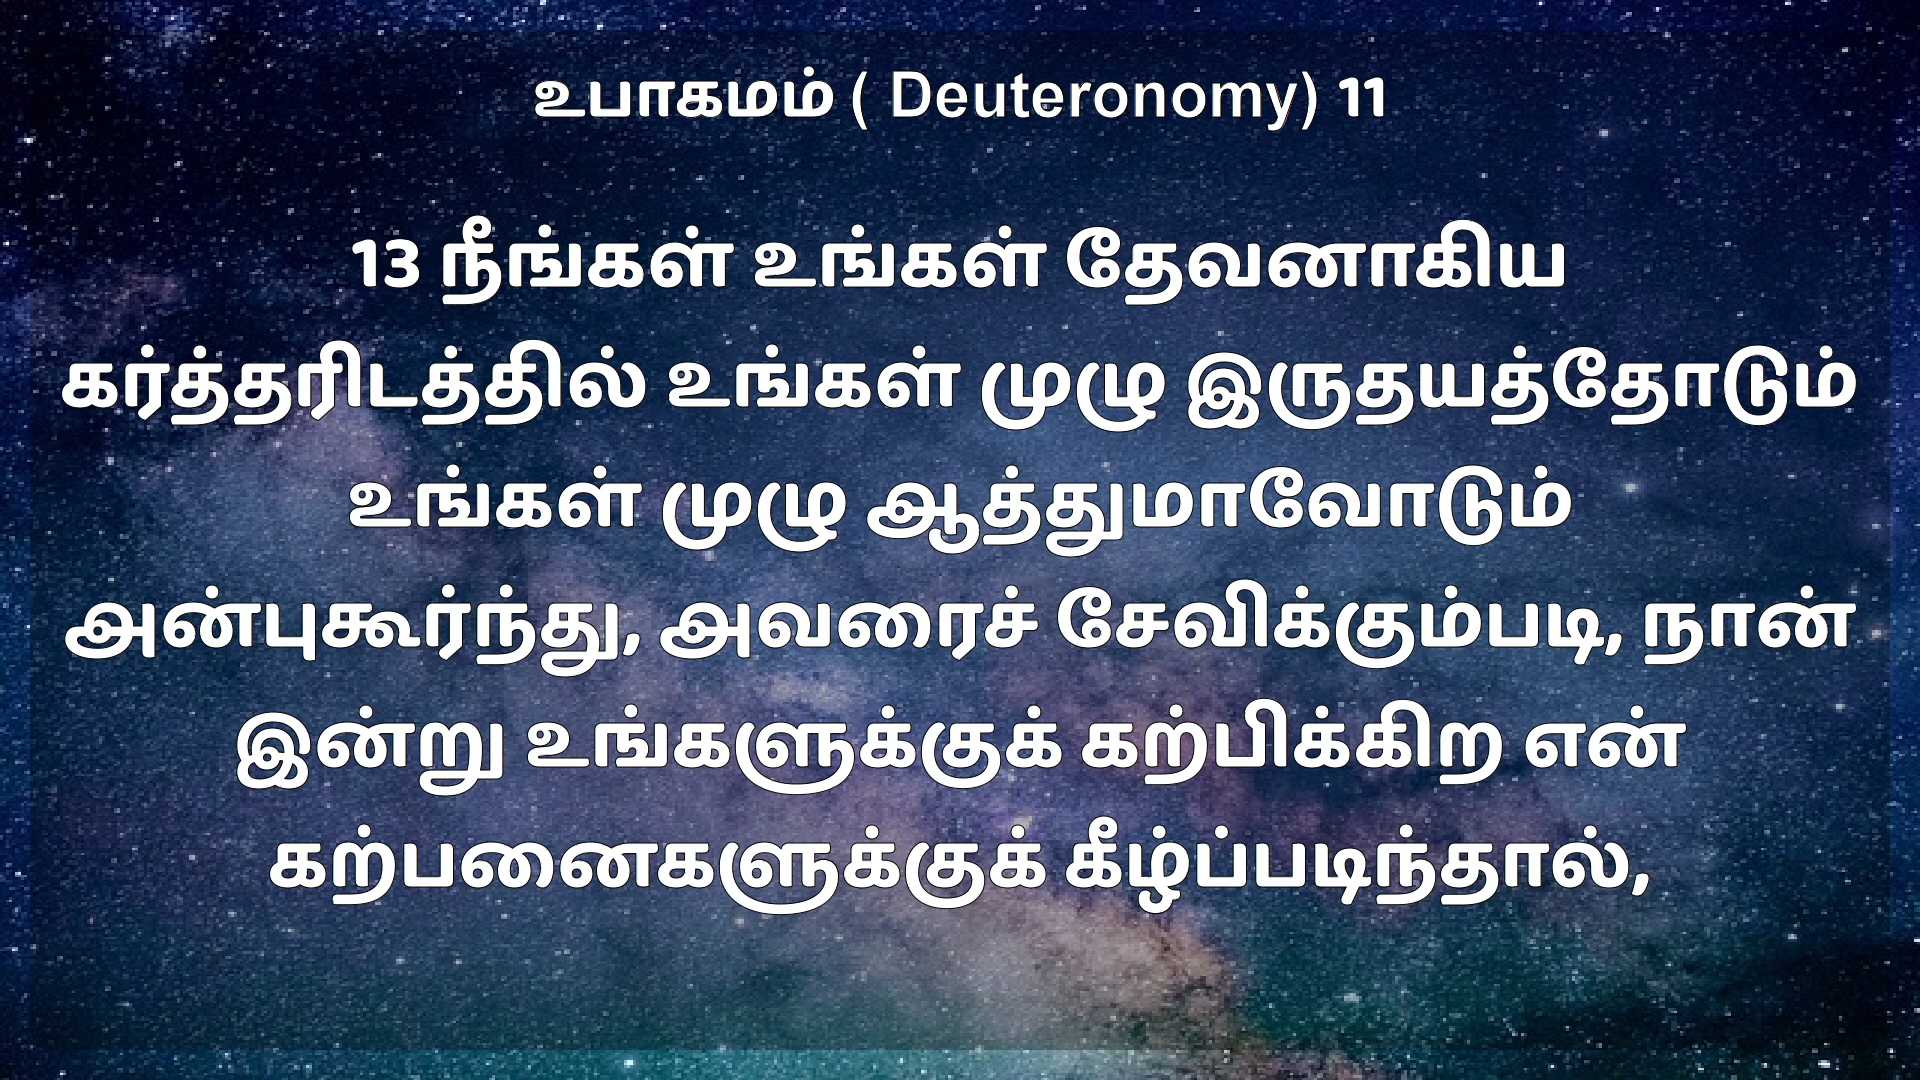 உபாகமம் ( Deuteronomy) 11
13 நீங்கள் உங்கள் தேவனாகிய
கர்த்தரிடத்தில் உங்கள் முழு இருதயத்தோடும்
உங்கள் முழு ஆத்துமாவோடும்
அன்புகூர்ந்து, அவரைச் சேவிக்கும்படி, நான்
இன்று உங்களுக்குக் கற்பிக்கிற என்
கற்பனைகளுக்குக் கீழ்ப்படிந்தால்,